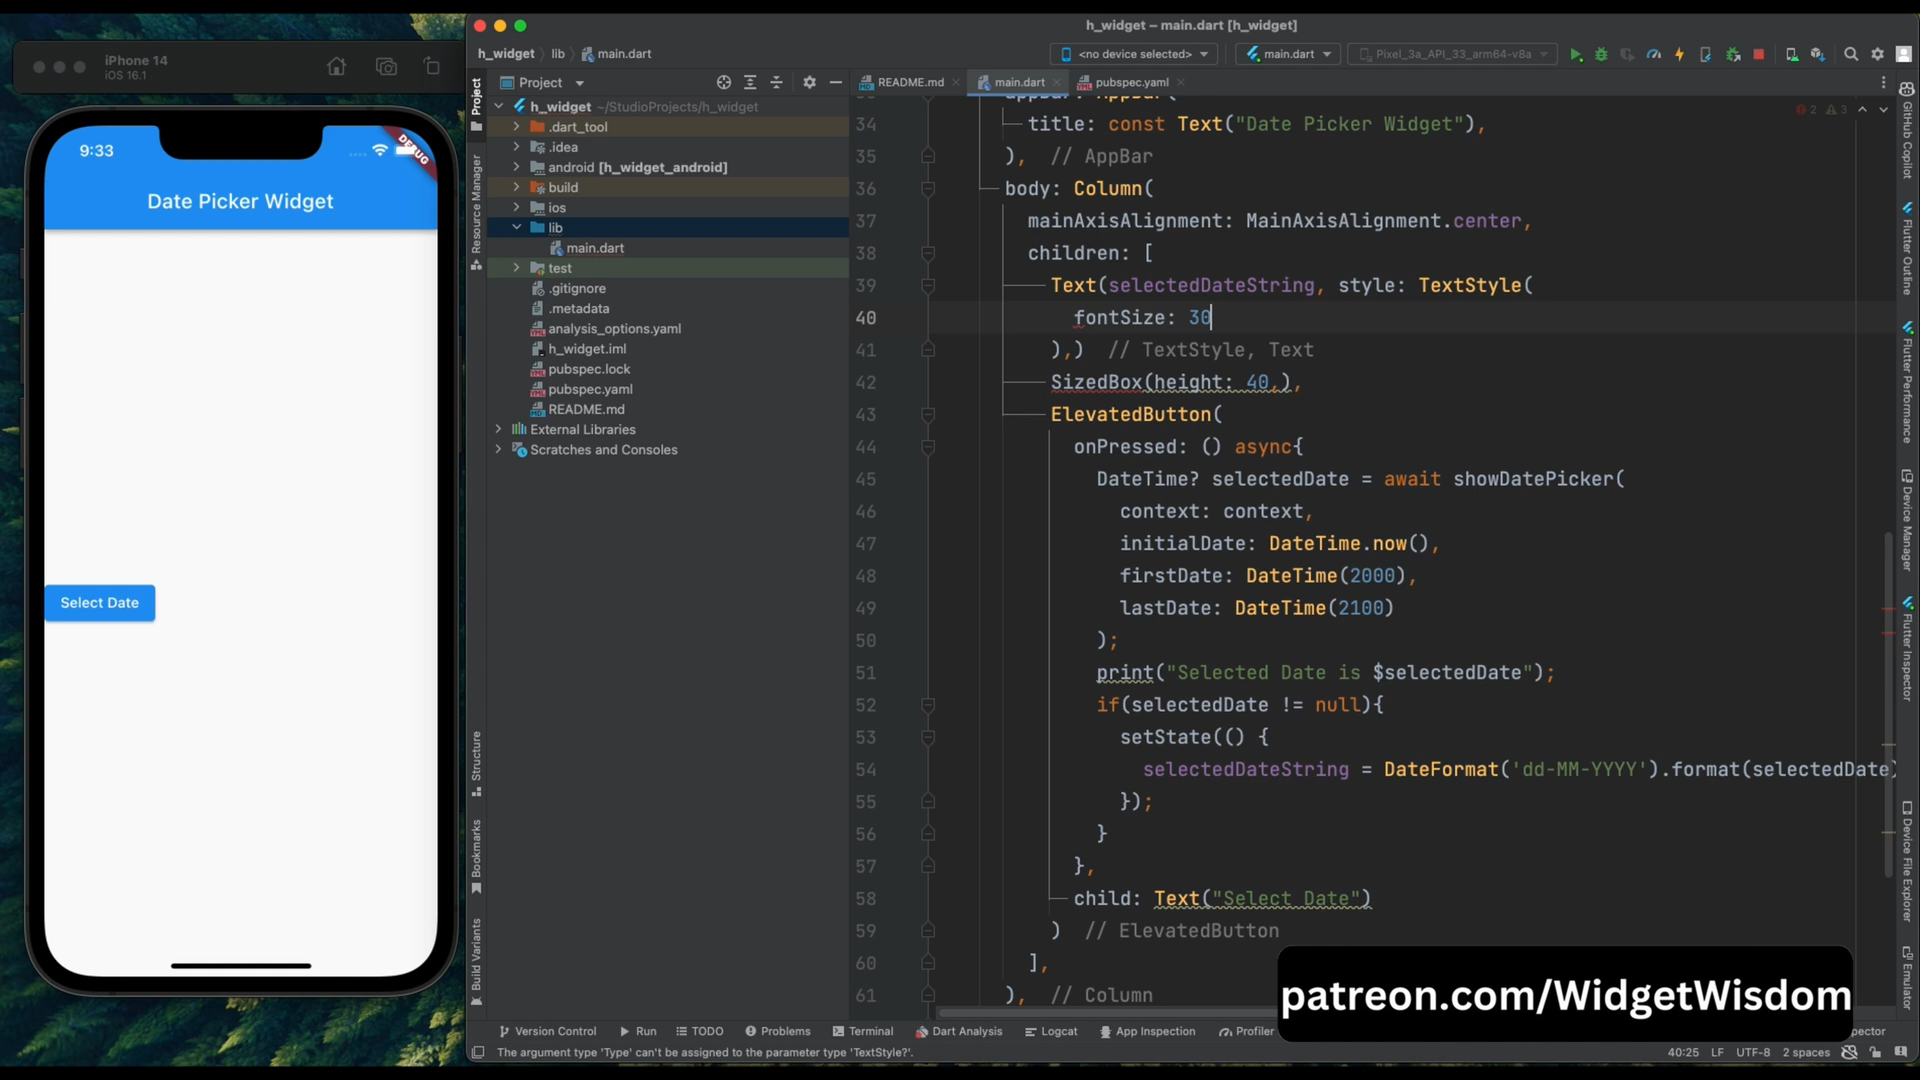 h_widget – main.dart [h_widget]
iPhone 14
iOS 16.1
h_widget
lib
main.dart
<no device selected>
main.dart
Pixel_3a_API_33_arm64-v8a
Project
README.md
main.dart
pubspec.yaml
h_widget ~/StudioProjects/h_widget
.dart_tool
.idea
android [h_widget_android]
build
ios
lib
main.dart
test
.gitignore
.metadata
analysis_options.yaml
h_widget.iml
pubspec.lock
pubspec.yaml
README.md
External Libraries
Scratches and Consoles
9:33
DEBUG
Date Picker Widget
Select Date
Project
Resource Manager
Structure
Bookmarks
Build Variants
2 3
34 title: const Text("Date Picker Widget"),
35 ), // AppBar
36 body: Column(
37 mainAxisAlignment: MainAxisAlignment.center,
38 children: [
39 Text(selectedDateString, style: TextStyle(
40 fontSize: 30
41 ),) // TextStyle, Text
42 SizedBox(height: 40,),
43 ElevatedButton(
44 onPressed: () async{
45 DateTime? selectedDate = await showDatePicker(
46 context: context,
47 initialDate: DateTime.now(),
48 firstDate: DateTime(2000),
49 lastDate: DateTime(2100)
50 );
51 print("Selected Date is $selectedDate");
52 if(selectedDate != null){
53 setState(() {
54 selectedDateString = DateFormat('dd-MM-YYYY').format(selectedDate)
55 });
56 }
57 },
58 child: Text("Select Date")
59 ) // ElevatedButton
60 ],
61 ), // Column
GitHub Copilot
Flutter Outline
Flutter Performance
Device Manager
Flutter Inspector
Device File Explorer
Emulator
patreon.com/WidgetWisdom
Version Control
Run
TODO
Problems
Terminal
Dart Analysis
Logcat
App Inspection
Profiler
The argument type 'Type' can't be assigned to the parameter type 'TextStyle?'.
40:25 LF UTF-8 2 spaces